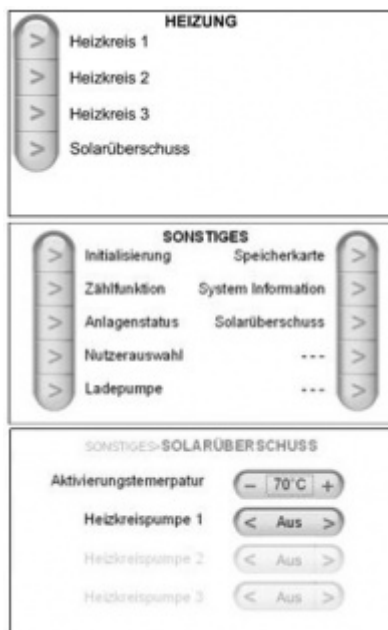 HEIZUNG
> Heizkreis 1
> Heizkreis 2
> Heizkreis 3
> Solarüberschuss
SONSTIGES
> Initialisierung Speicherkarte >
> Zählfunktion System Information >
> Anlagenstatus Solarüberschuss >
> Nutzerauswahl --- >
> Ladepumpe --- >
SONSTIGES>SOLARÜBERSCHUSS
Aktivierungstemerpatur − 70°C +
Heizkreispumpe 1 < Aus >
Heizkreispumpe 2 < Aus >
Heizkreispumpe 3 < Aus >